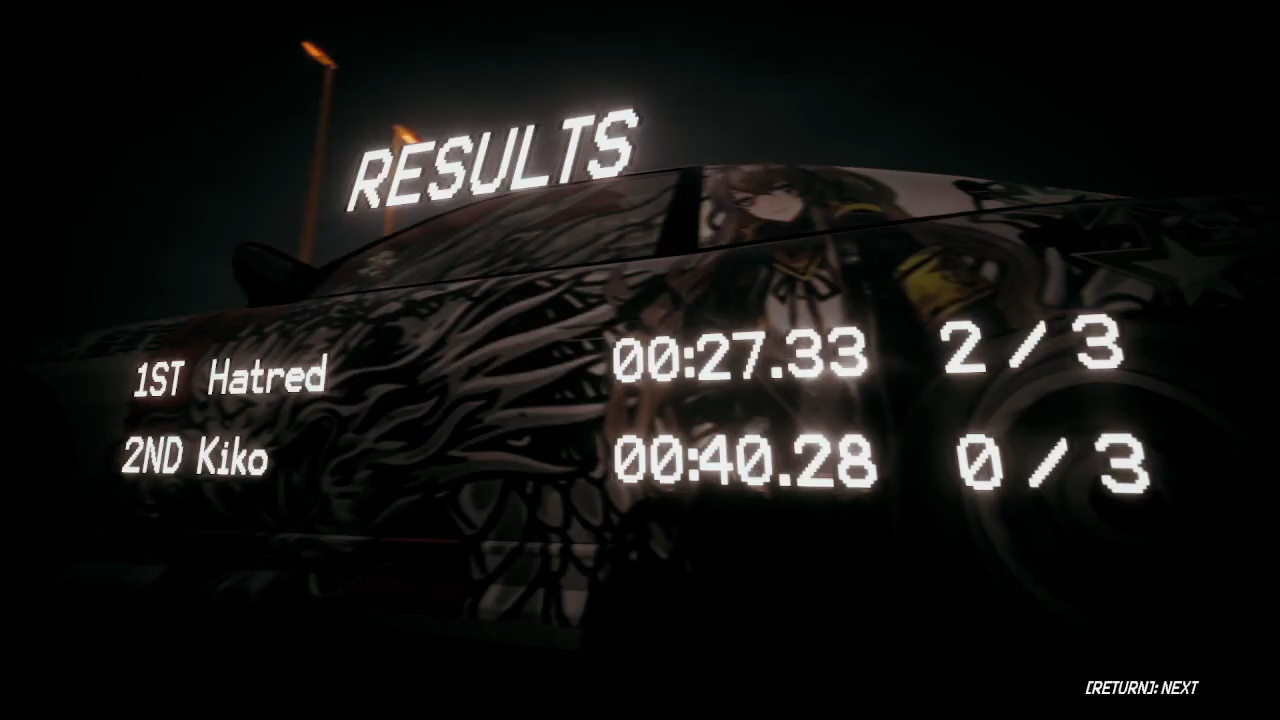 RESULTS
1ST Hatred 00:27.33 2 / 3
2ND Kiko 00:40.28 0 / 3
[RETURN]: NEXT